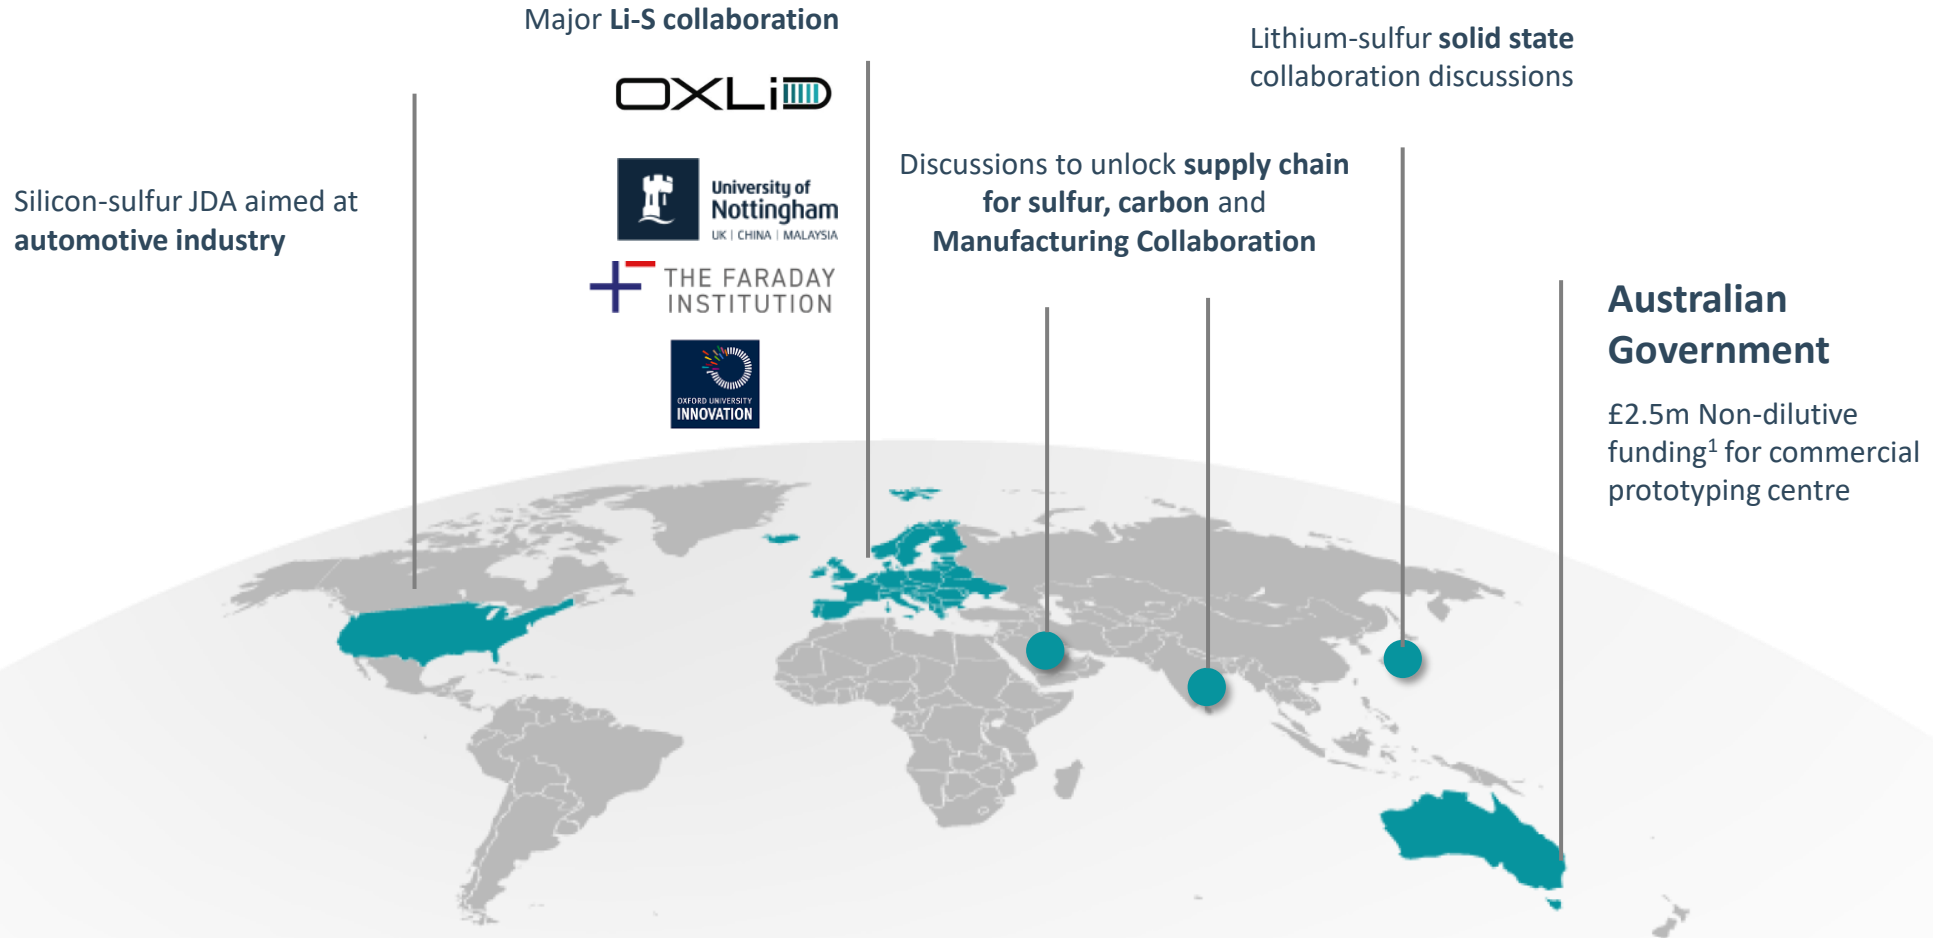 Major Li-S collaboration
OXLiD
University of
Nottingham
UK | CHINA | MALAYSIA
THE FARADAY
INSTITUTION
OXFORD UNIVERSITY
INNOVATION
Silicon-sulfur JDA aimed at
automotive industry
Discussions to unlock supply chain
for sulfur, carbon and
Manufacturing Collaboration
Lithium-sulfur solid state
collaboration discussions
Australian
Government
£2.5m Non-dilutive
funding¹ for commercial
prototyping centre